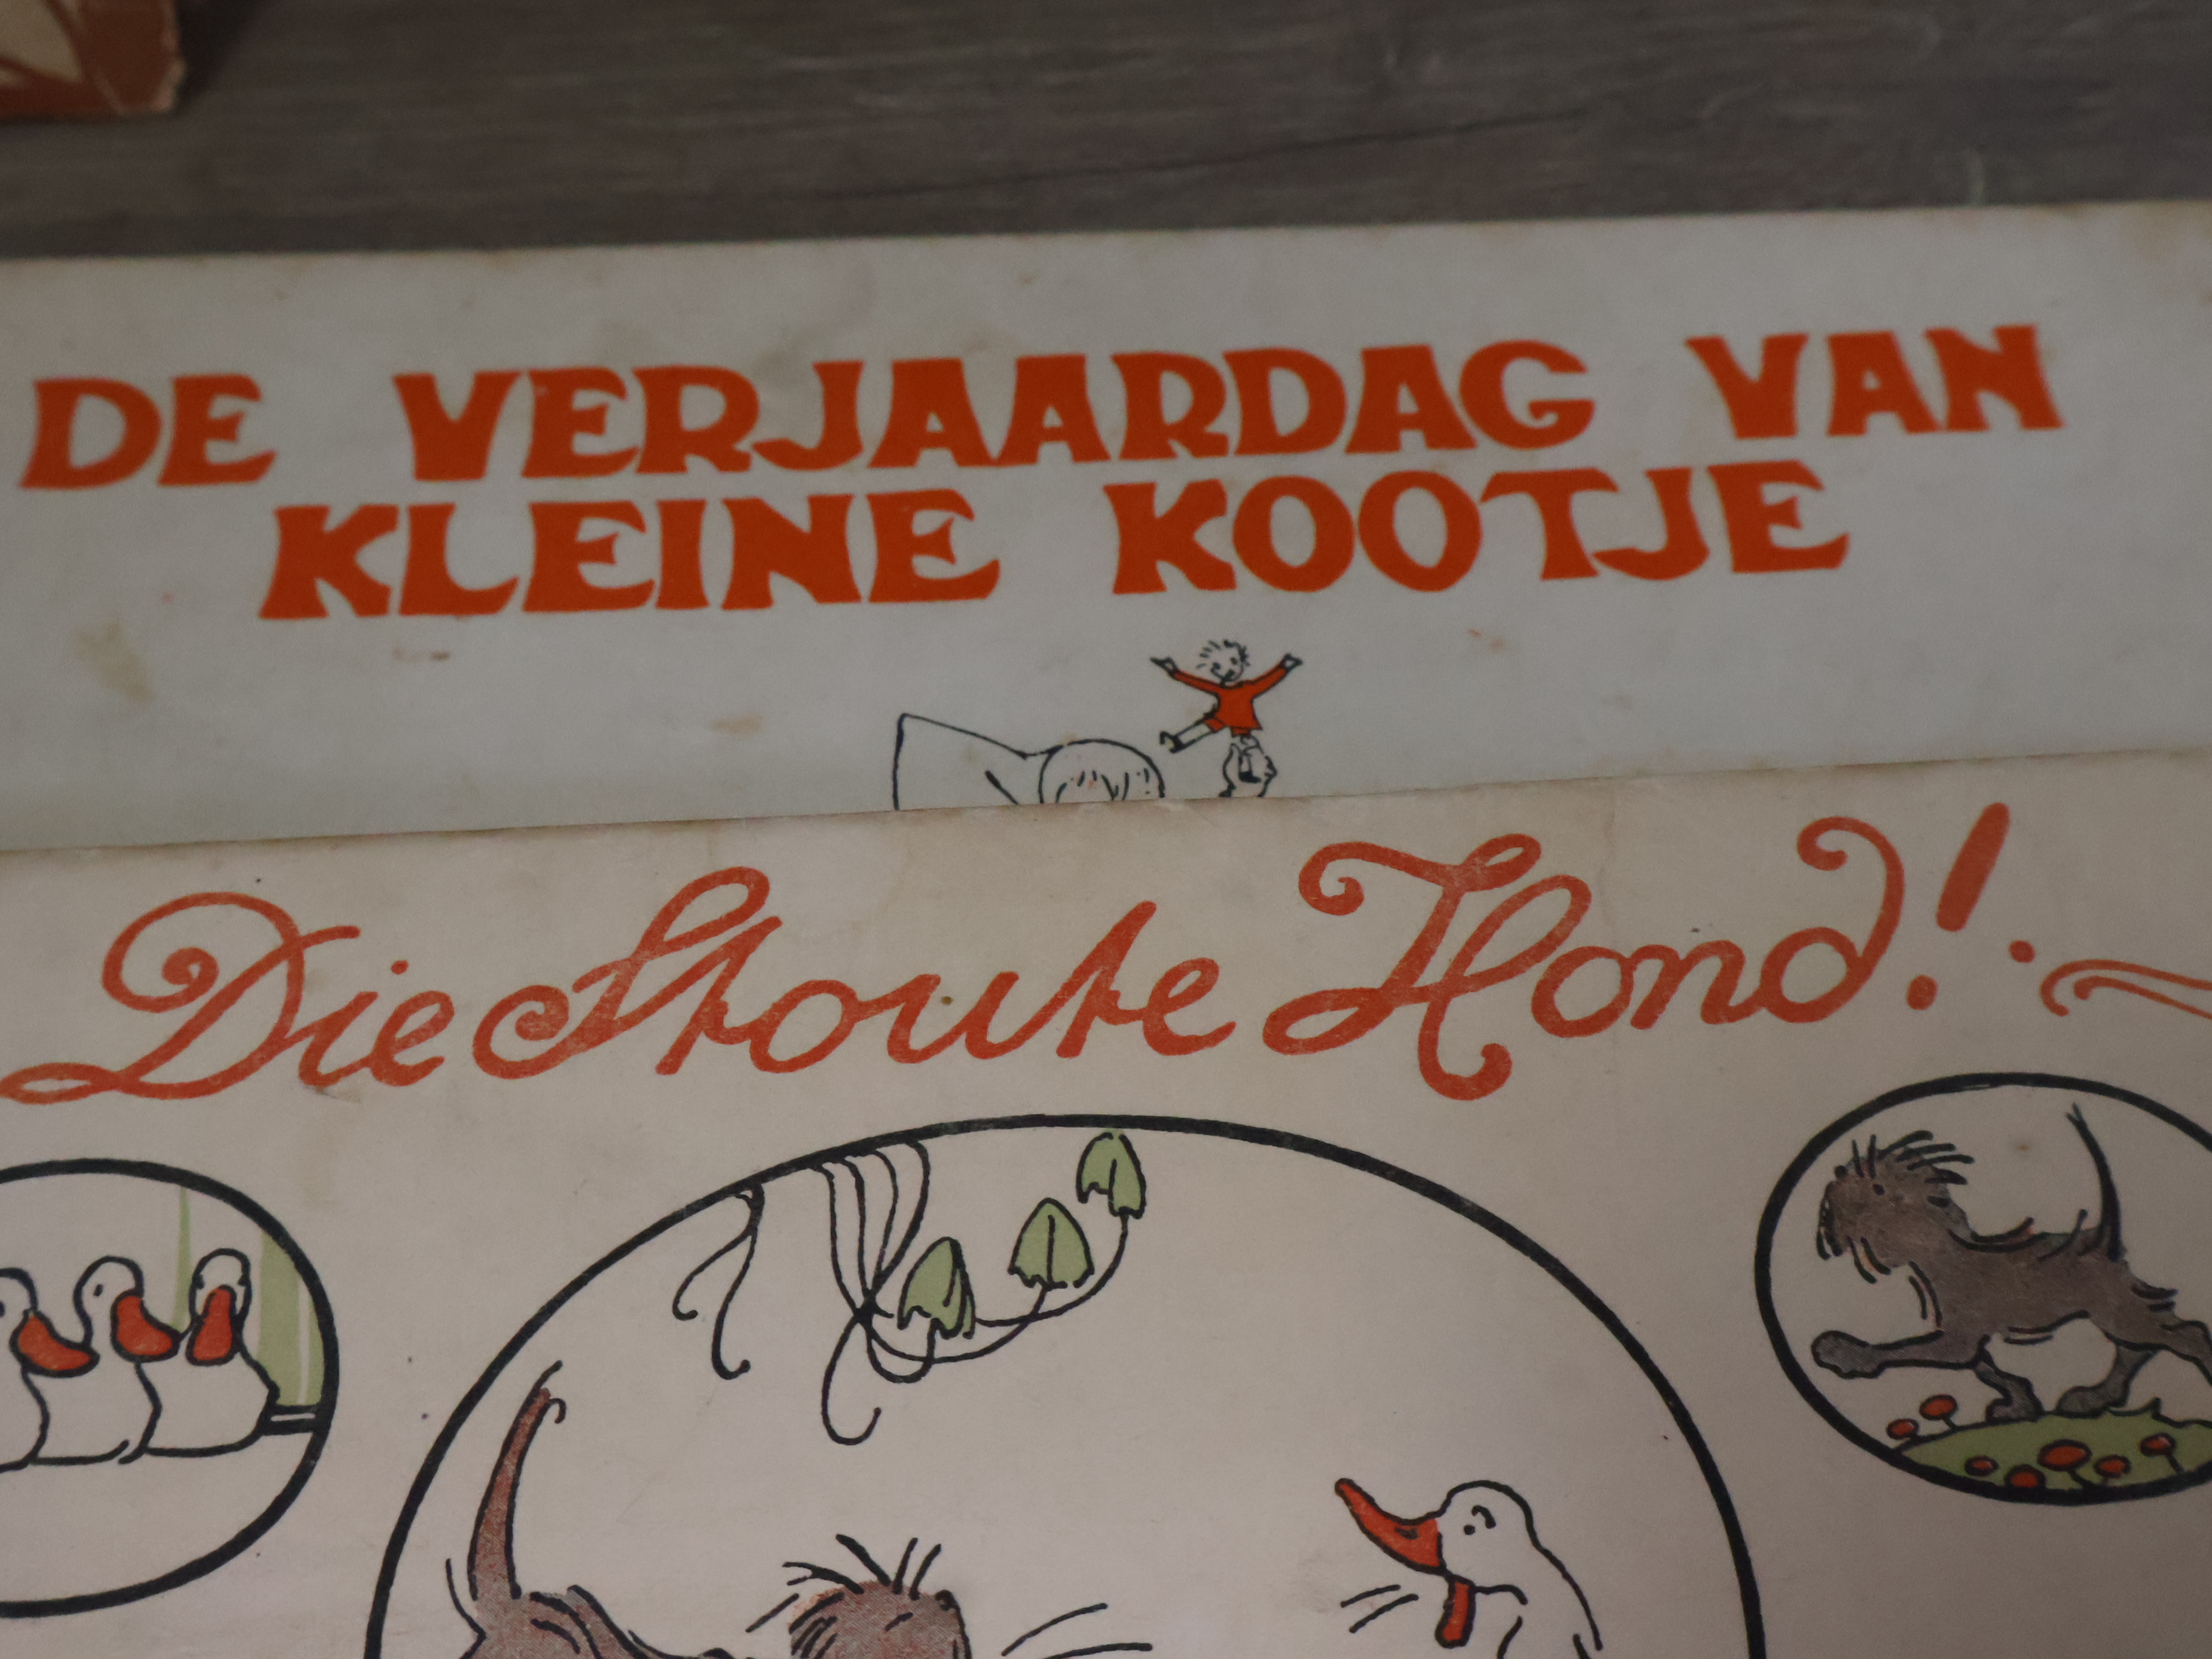 DE VERJAARDAG VAN
KLEINE KOOTJE
Die Stoute Hond!